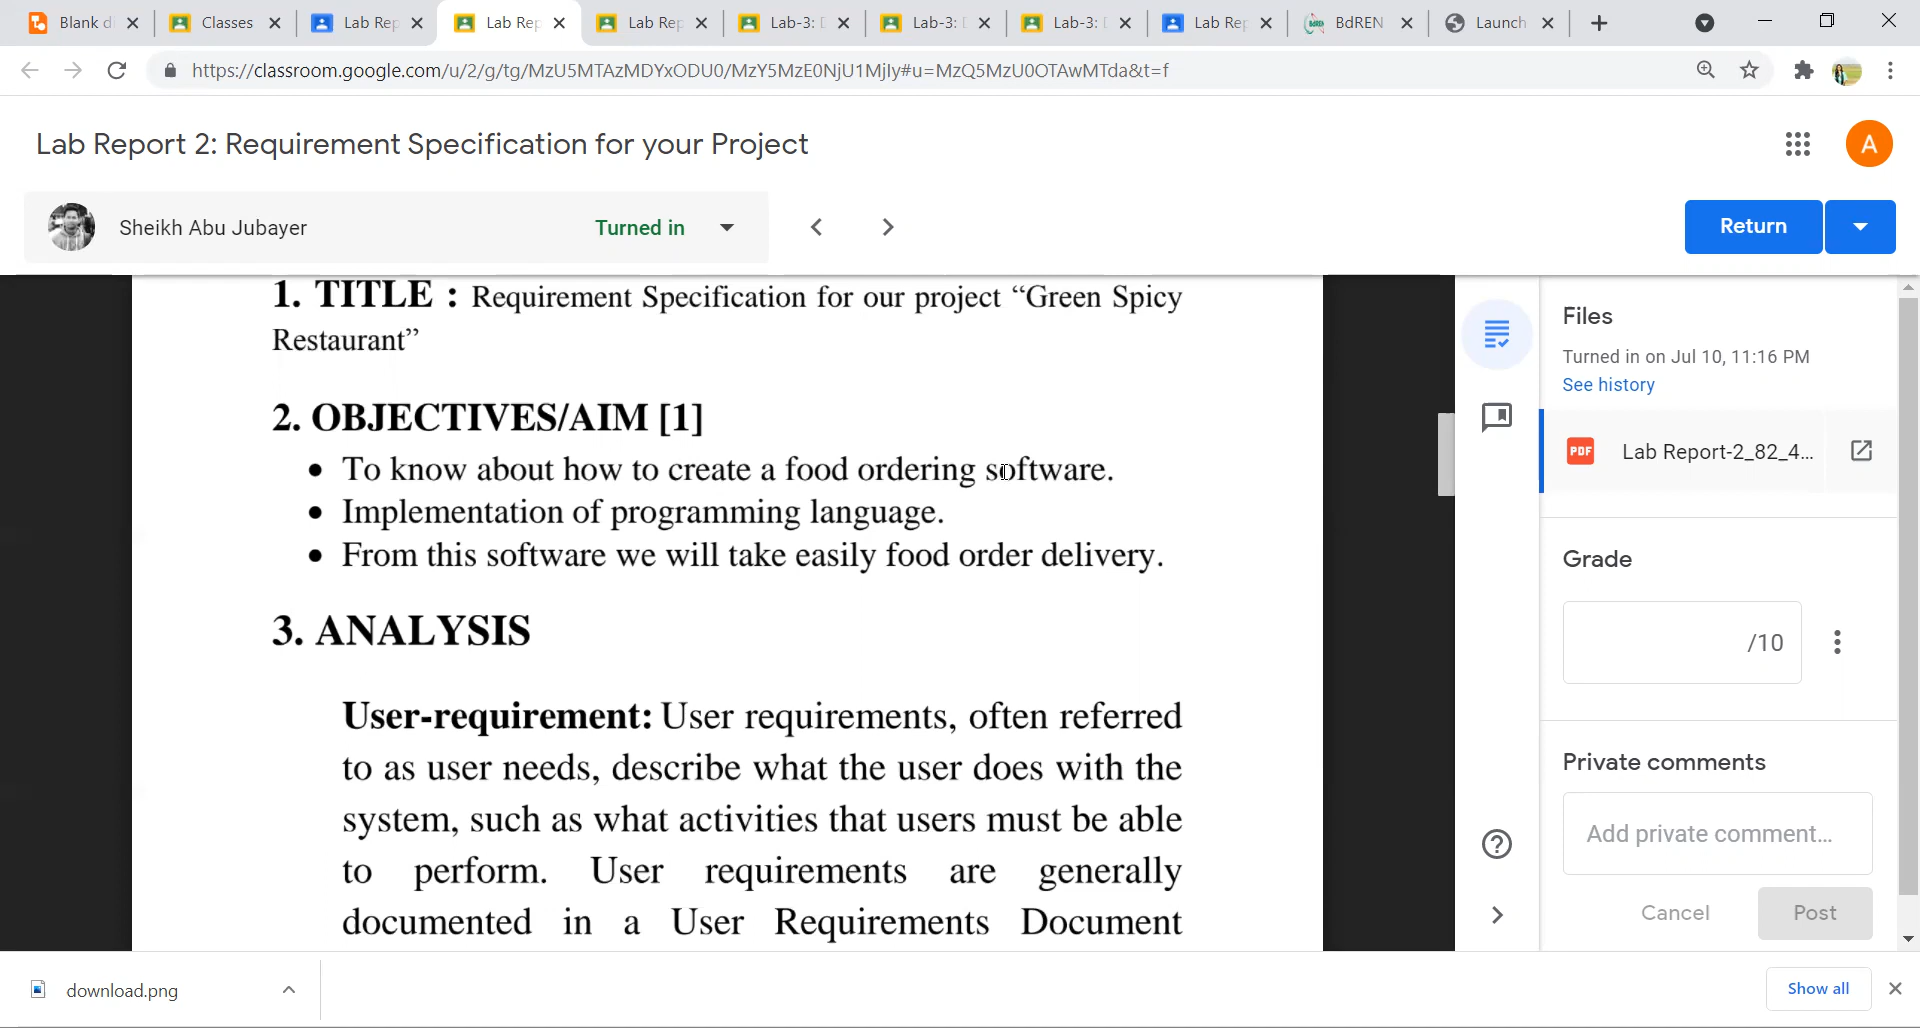 Blank di
Classes
Lab Rep
Lab Rep
Lab Rep
Lab-3: D
Lab-3: D
Lab-3: D
Lab Rep
BdREN
Launch
https://classroom.google.com/u/2/g/tg/MzU5MTAzMDYxODU0/MzY5MzE0NjU1Mjly#u=MzQ5MzU0OTAwMTda&t=f
Lab Report 2: Requirement Specification for your Project
A
Sheikh Abu Jubayer
Turned in
Return
1. TITLE : Requirement Specification for our project “Green Spicy
Restaurant”
2. OBJECTIVES/AIM [1]
• To know about how to create a food ordering software.
• Implementation of programming language.
• From this software we will take easily food order delivery.
3. ANALYSIS
User-requirement: User requirements, often referred
to as user needs, describe what the user does with the
system, such as what activities that users must be able
to perform. User requirements are generally
documented in a User Requirements Document
Files
Turned in on Jul 10, 11:16 PM
See history
PDF
Lab Report-2_82_4...
Grade
/10
Private comments
Add private comment...
Cancel
Post
download.png
Show all